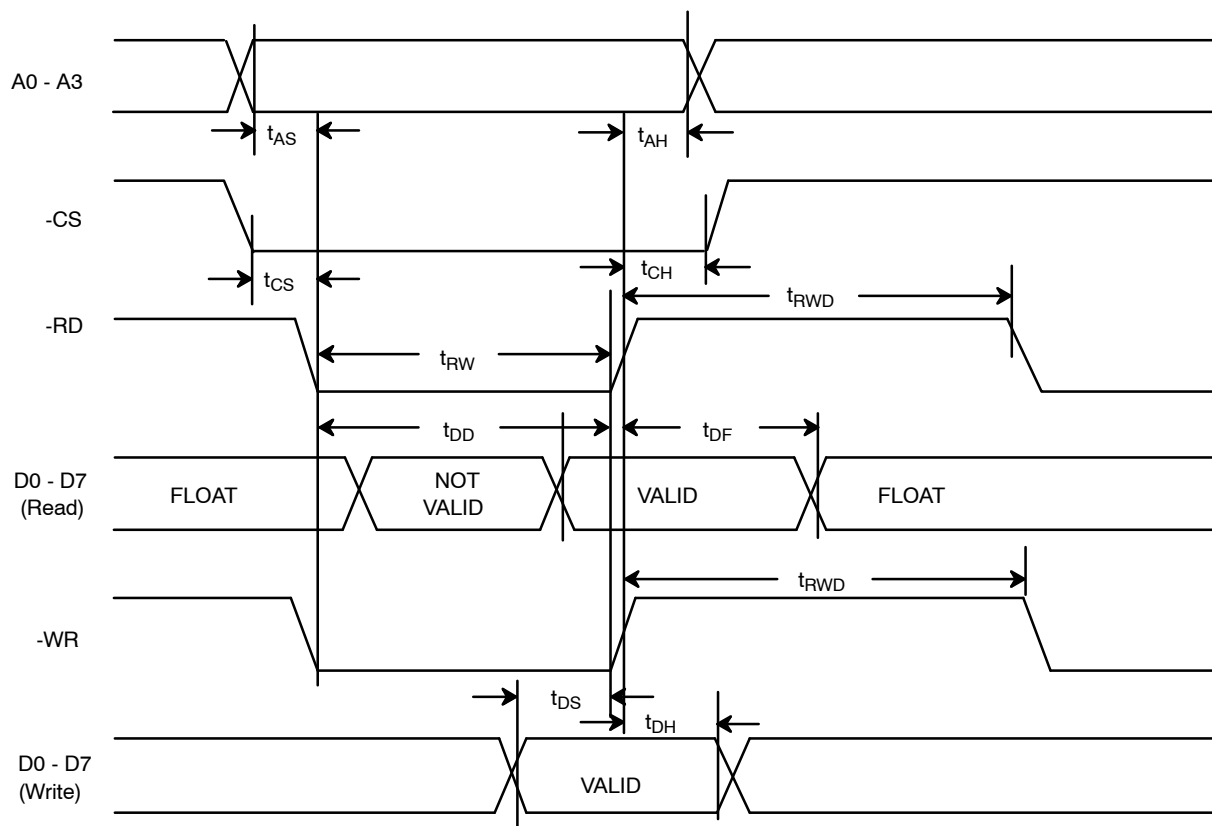 A0 - A3
tAS
tAH
-CS
tCS
tCH
tRWD
-RD
tRW
tDD
tDF
D0 - D7
(Read)
FLOAT
NOT
VALID
VALID
FLOAT
tRWD
-WR
tDS
tDH
D0 - D7
(Write)
VALID